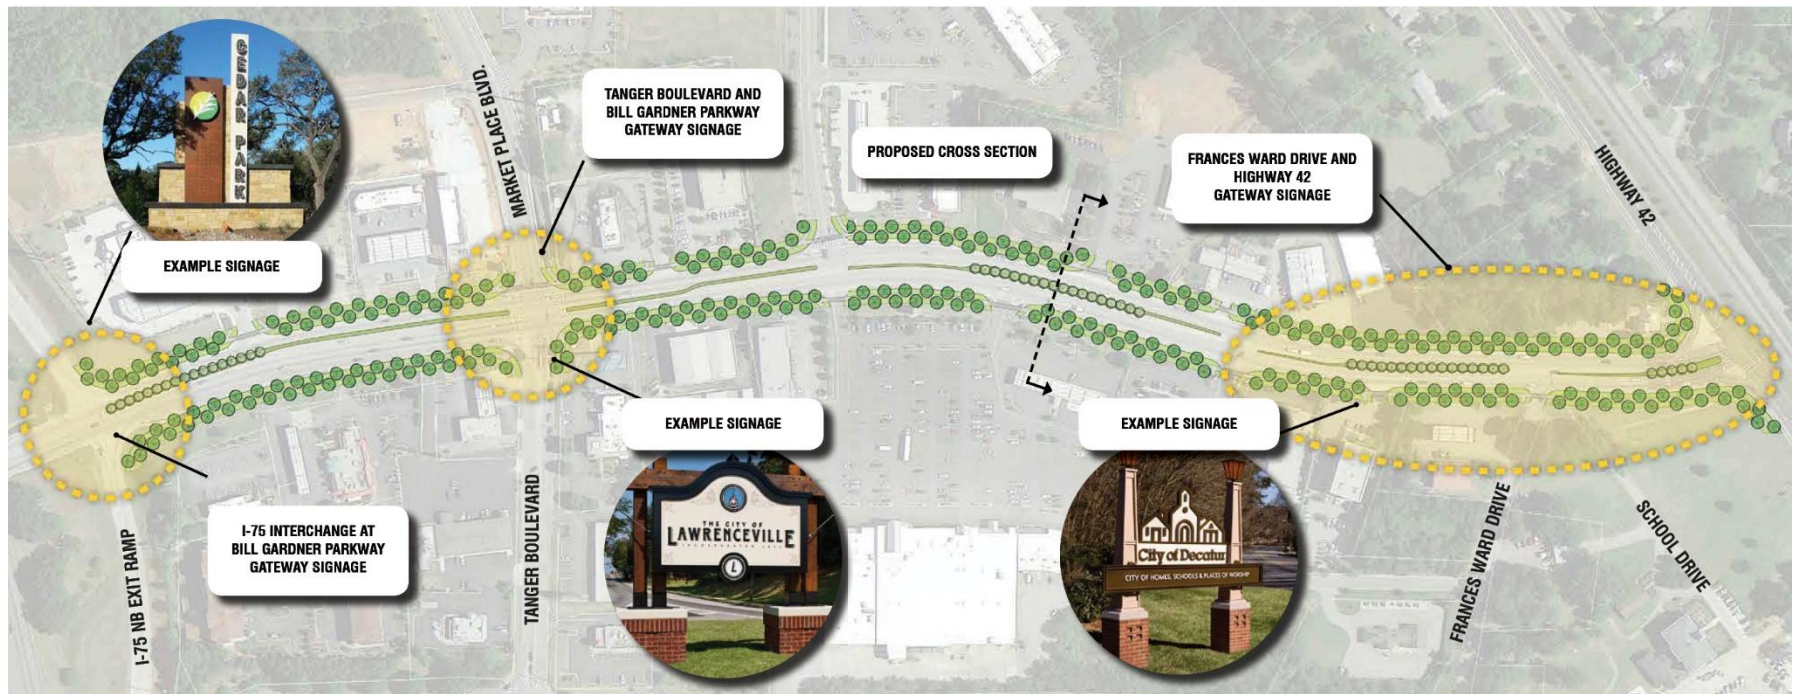 CEDAR PARK
EXAMPLE SIGNAGE
I-75 INTERCHANGE AT
BILL GARDNER PARKWAY
GATEWAY SIGNAGE
I-75 NB EXIT RAMP
MARKET PLACE BLVD.
TANGER BOULEVARD AND
BILL GARDNER PARKWAY
GATEWAY SIGNAGE
TANGER BOULEVARD
EXAMPLE SIGNAGE
THE CITY OF
LAWRENCEVILLE
L
PROPOSED CROSS SECTION
FRANCES WARD DRIVE AND
HIGHWAY 42
GATEWAY SIGNAGE
EXAMPLE SIGNAGE
City of Decatur
CITY OF HOMES, SCHOOLS & PLACES OF WORSHIP
HIGHWAY 42
FRANCES WARD DRIVE
SCHOOL DRIVE